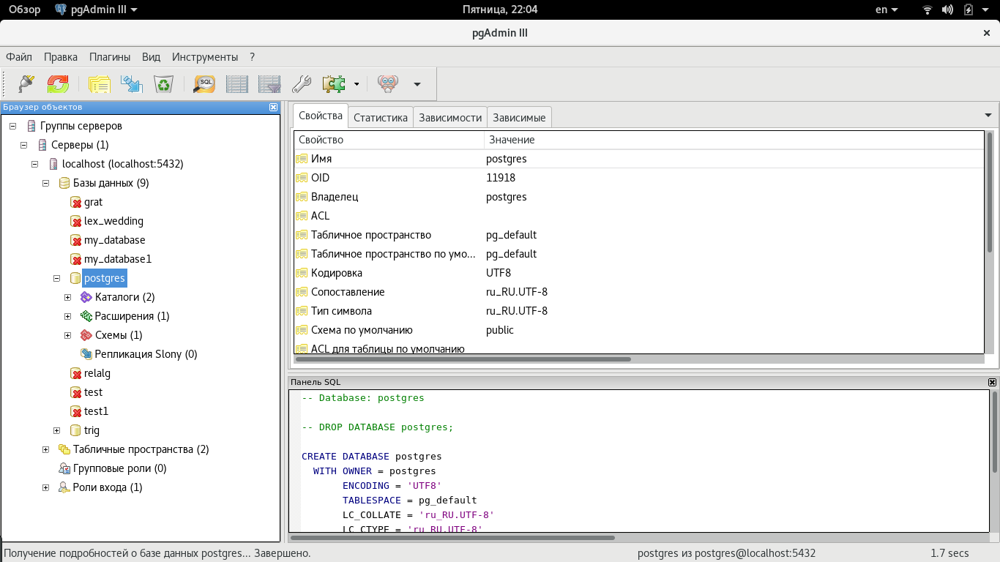 Обзор pgAdmin III Пятница, 22:04 en
pgAdmin III
Файл Правка Плагины Вид Инструменты ?
SQL
Браузер объектов
Группы серверов
Серверы (1)
localhost (localhost:5432)
Базы данных (9)
grat
lex_wedding
my_database
my_database1
postgres
Каталоги (2)
Расширения (1)
Схемы (1)
Репликация Slony (0)
relalg
test
test1
trig
Табличные пространства (2)
Групповые роли (0)
Роли входа (1)
Свойства Статистика Зависимости Зависимые
Свойство Значение
Имя postgres
OID 11918
Владелец postgres
ACL
Табличное пространство pg_default
Табличное пространство по умо... pg_default
Кодировка UTF8
Сопоставление ru_RU.UTF-8
Тип символа ru_RU.UTF-8
Схема по умолчанию public
ACL для таблицы по умолчанию
Панель SQL
-- Database: postgres
-- DROP DATABASE postgres;
CREATE DATABASE postgres
WITH OWNER = postgres
ENCODING = 'UTF8'
TABLESPACE = pg_default
LC_COLLATE = 'ru_RU.UTF-8'
LC_CTYPE = 'ru_RU.UTF-8'
Получение подробностей о базе данных postgres... Завершено. postgres из postgres@localhost:5432 1.7 secs